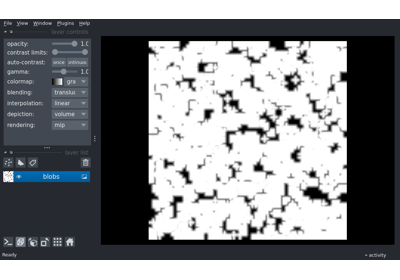 File View Window Plugins Help
layer controls
opacity: 1.0
contrast limits:
auto-contrast: once
gamma: 1.0
colormap: gra
blending: translu
interpolation: linear
depiction: volume
rendering: mip
layer list
blobs
Ready
activity